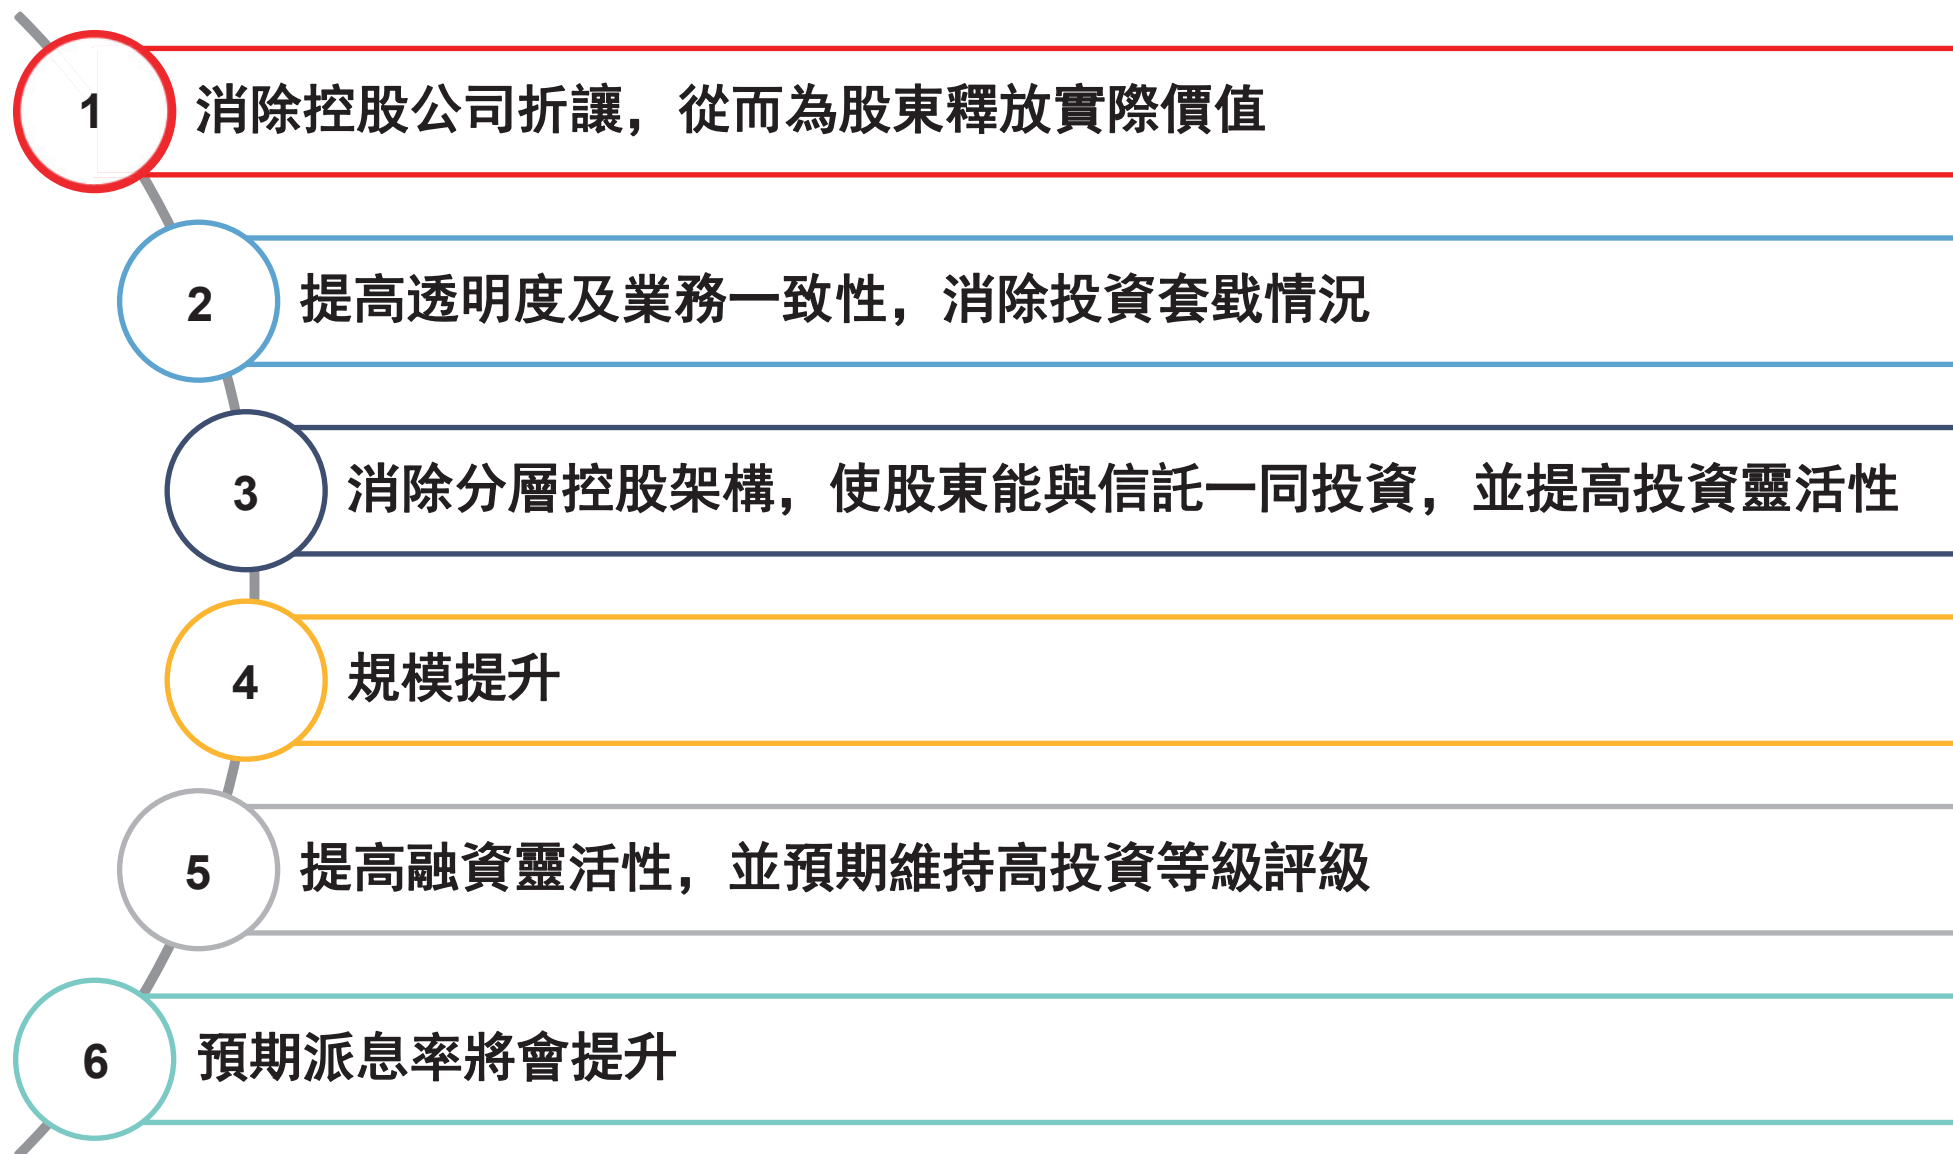 1 消除控股公司折讓，從而為股東釋放實際價值
2 提高透明度及業務一致性，消除投資套戥情況
3 消除分層控股架構，使股東能與信託一同投資，並提高投資靈活性
4 規模提升
5 提高融資靈活性，並預期維持高投資等級評級
6 預期派息率將會提升